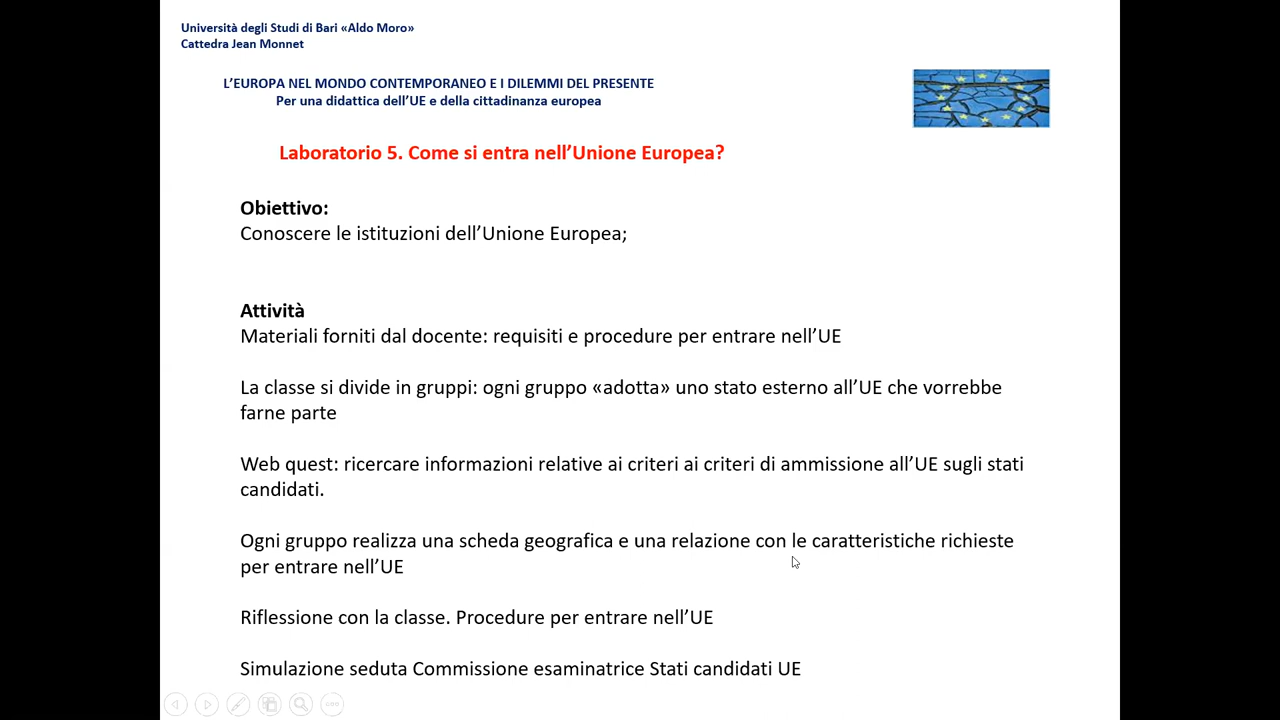 Università degli Studi di Bari «Aldo Moro»
Cattedra Jean Monnet
L’EUROPA NEL MONDO CONTEMPORANEO E I DILEMMI DEL PRESENTE
Per una didattica dell’UE e della cittadinanza europea
Laboratorio 5. Come si entra nell’Unione Europea?
Obiettivo:
Conoscere le istituzioni dell’Unione Europea;
Attività
Materiali forniti dal docente: requisiti e procedure per entrare nell’UE
La classe si divide in gruppi: ogni gruppo «adotta» uno stato esterno all’UE che vorrebbe
farne parte
Web quest: ricercare informazioni relative ai criteri ai criteri di ammissione all’UE sugli stati
candidati.
Ogni gruppo realizza una scheda geografica e una relazione con le caratteristiche richieste
per entrare nell’UE
Riflessione con la classe. Procedure per entrare nell’UE
Simulazione seduta Commissione esaminatrice Stati candidati UE